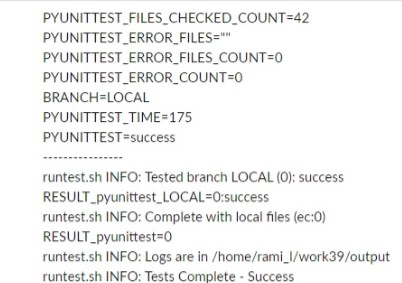 PYUNITTEST_FILES_CHECKED_COUNT=42
PYUNITTEST_ERROR_FILES=""
PYUNITTEST_ERROR_FILES_COUNT=0
PYUNITTEST_ERROR_COUNT=0
BRANCH=LOCAL
PYUNITTEST_TIME=175
PYUNITTEST=success
----------------
runtest.sh INFO: Tested branch LOCAL (0): success
RESULT_pyunittest_LOCAL=0:success
runtest.sh INFO: Complete with local files (ec:0)
RESULT_pyunittest=0
runtest.sh INFO: Logs are in /home/rami_l/work39/output
runtest.sh INFO: Tests Complete - Success